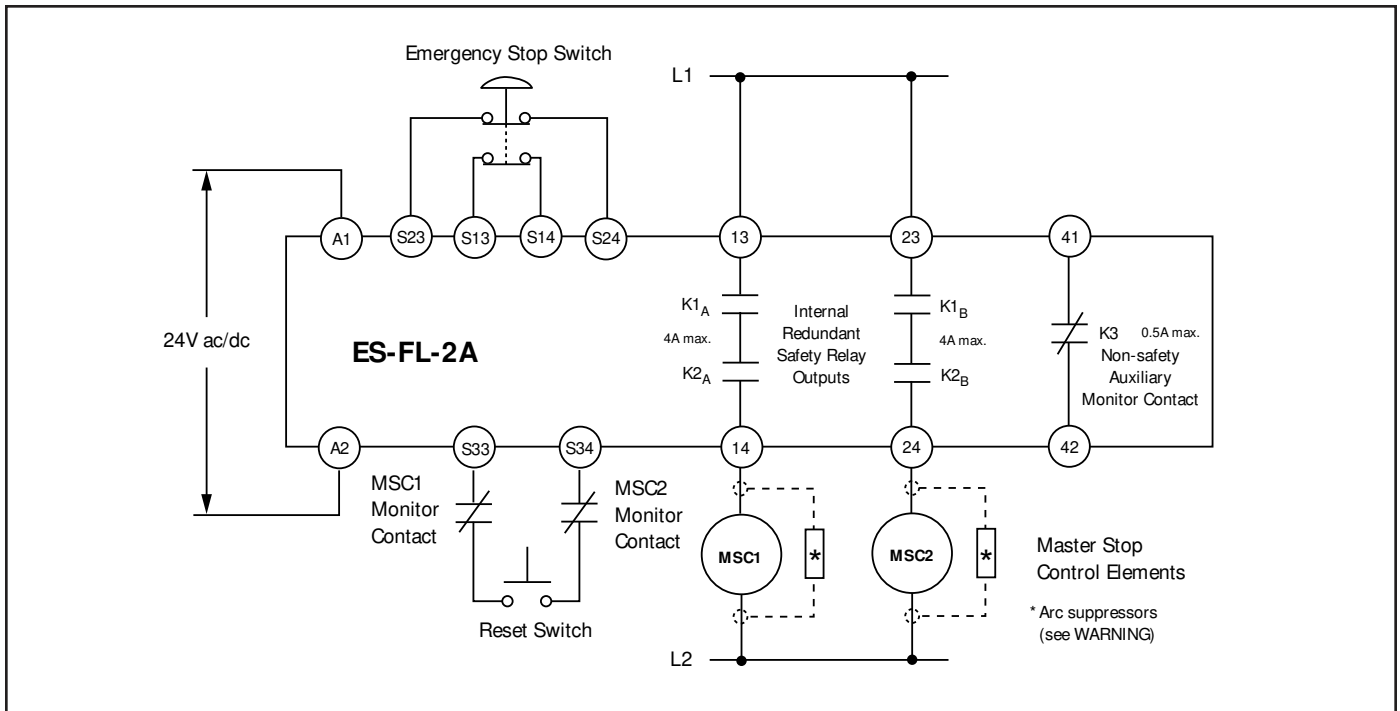 Emergency Stop Switch
L1
A1
S23
S13
S14
S24
13
23
41
24V ac/dc
ES-FL-2A
K1A
4A max.
K2A
Internal
Redundant
Safety Relay
Outputs
K1B
4A max.
K2B
K3
0.5A max.
Non-safety
Auxiliary
Monitor Contact
A2
S33
S34
14
24
42
MSC1
Monitor
Contact
MSC2
Monitor
Contact
Reset Switch
MSC1
*
MSC2
*
Master Stop
Control Elements
* Arc suppressors
(see WARNING)
L2